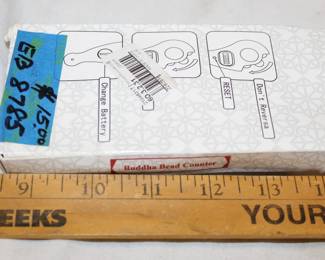 EB 8785
$15.00
Change Battery
RESET
Don't Reverse
Buddha Bead Counter
9 10 11 12 13 14
EEKS YOUR